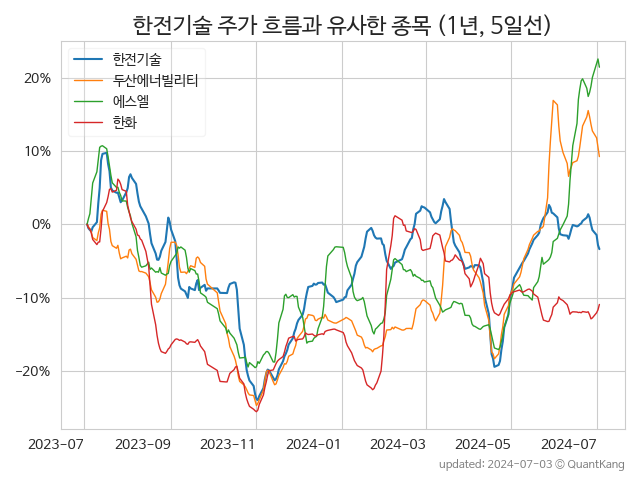 한전기술 주가 흐름과 유사한 종목 (1년, 5일선)
한전기술
두산에너빌리티
에스엘
한화
20%
10%
0%
−10%
−20%
2023-07 2023-09 2023-11 2024-01 2024-03 2024-05 2024-07
updated: 2024-07-03 © QuantKang